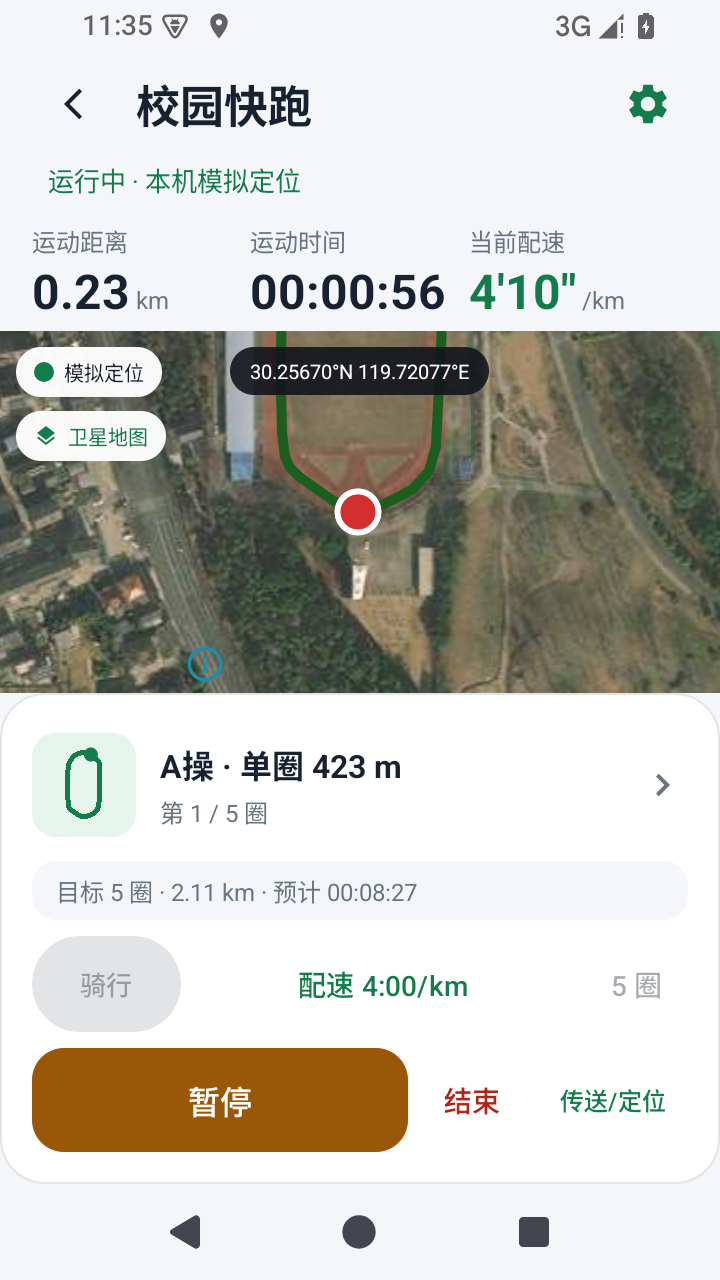 11:35
3G
校园快跑
运行中 · 本机模拟定位
运动距离 运动时间 当前配速
0.23 km 00:00:56 4'10" /km
模拟定位
30.25670°N 119.72077°E
卫星地图
A操 · 单圈 423 m
第 1 / 5 圈
目标 5 圈 · 2.11 km · 预计 00:08:27
骑行 配速 4:00/km 5 圈
暂停 结束 传送/定位